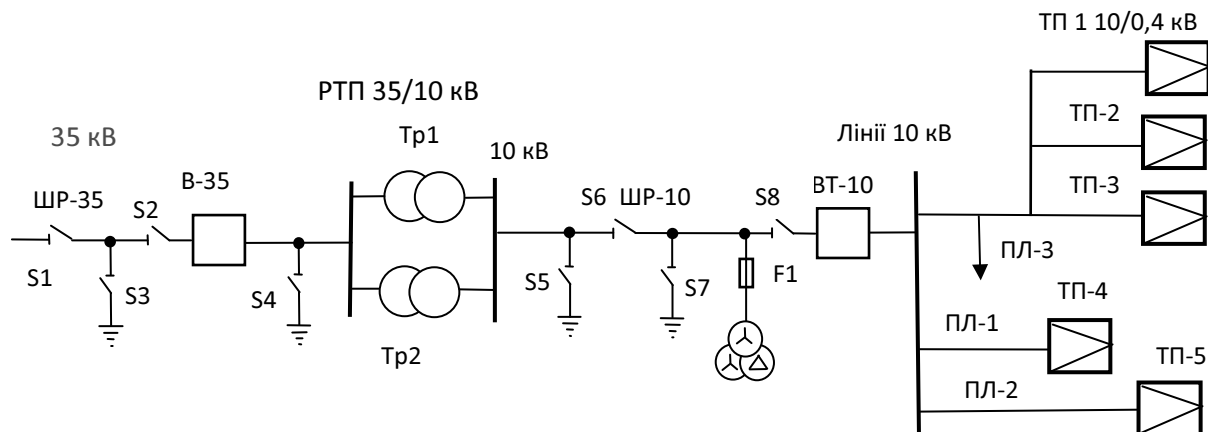 ТП 1 10/0,4 кВ
РТП 35/10 кВ
ТП-2
35 кВ
Тр1
10 кВ
Лінії 10 кВ
В-35
ШР-35
S2
S6
ШР-10
S8
ВТ-10
ТП-3
S1
S3
S4
S5
S7
F1
ПЛ-3
ТП-4
Тр2
ПЛ-1
ТП-5
ПЛ-2